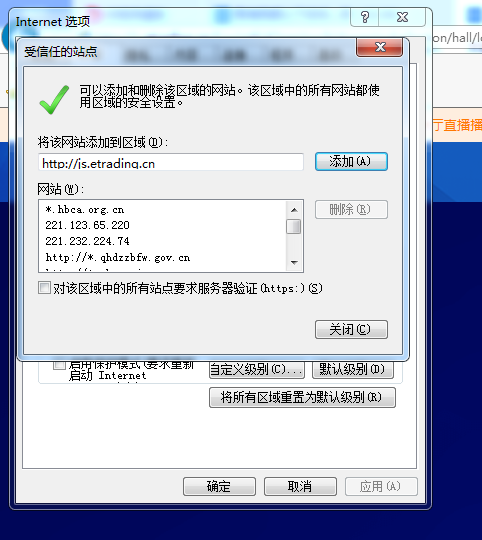 Internet 选项
on/hall/lo
受信任的站点
可以添加和删除该区域的网站。该区域中的所有网站都使
用区域的安全设置。
厅直播播
将该网站添加到区域(D):
http://js.etrading.cn
添加(A)
网站(W):
*.hbca.org.cn
221.123.65.220
221.232.224.74
http://*.qhdzzbfw.gov.cn
删除(R)
对该区域中的所有站点要求服务器验证(https:)(S)
关闭(C)
启用保护模式(要求重新
启动 Internet
自定义级别(C)...
默认级别(D)
将所有区域重置为默认级别(R)
确定
取消
应用(A)